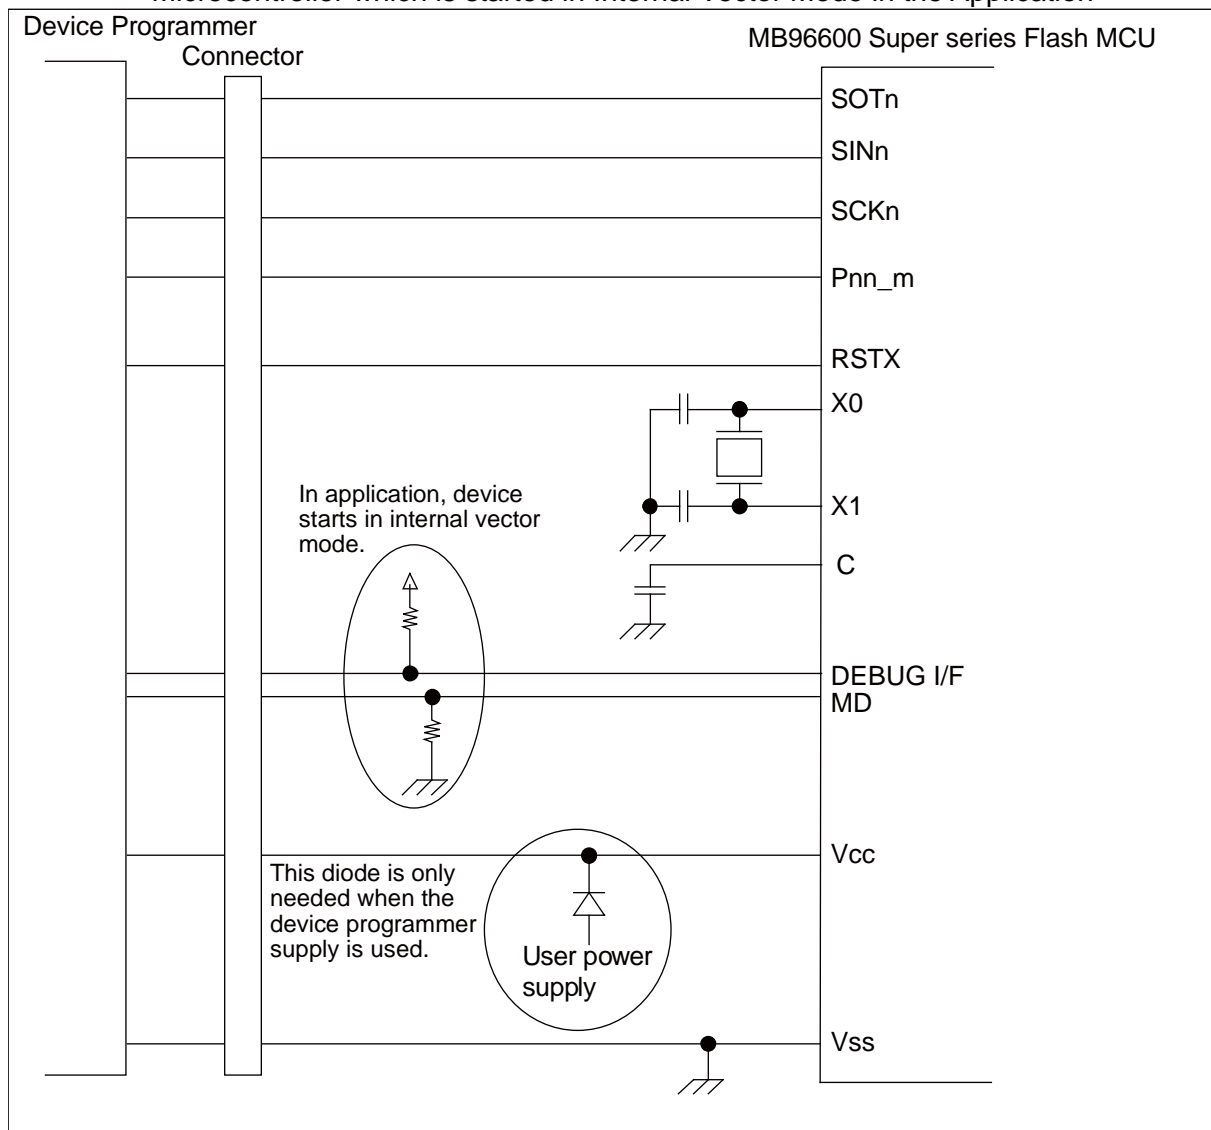 Microcontroller which is started in Internal Vector Mode in the Application
Device Programmer
Connector
MB96600 Super series Flash MCU
SOTn
SINn
SCKn
Pnn_m
RSTX
X0
X1
C
In application, device
starts in internal vector
mode.
DEBUG I/F
MD
Vcc
This diode is only
needed when the
device programmer
supply is used.
User power
supply
Vss